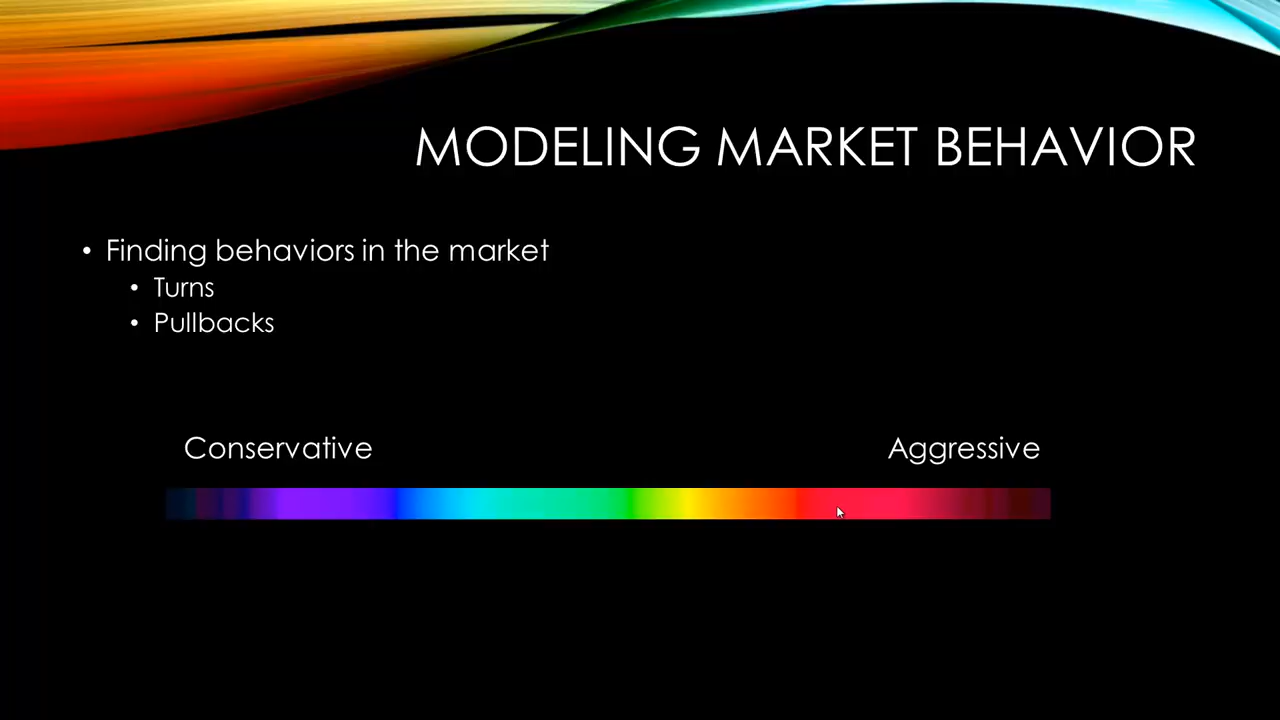 MODELING MARKET BEHAVIOR
• Finding behaviors in the market
• Turns
• Pullbacks
Conservative
Aggressive